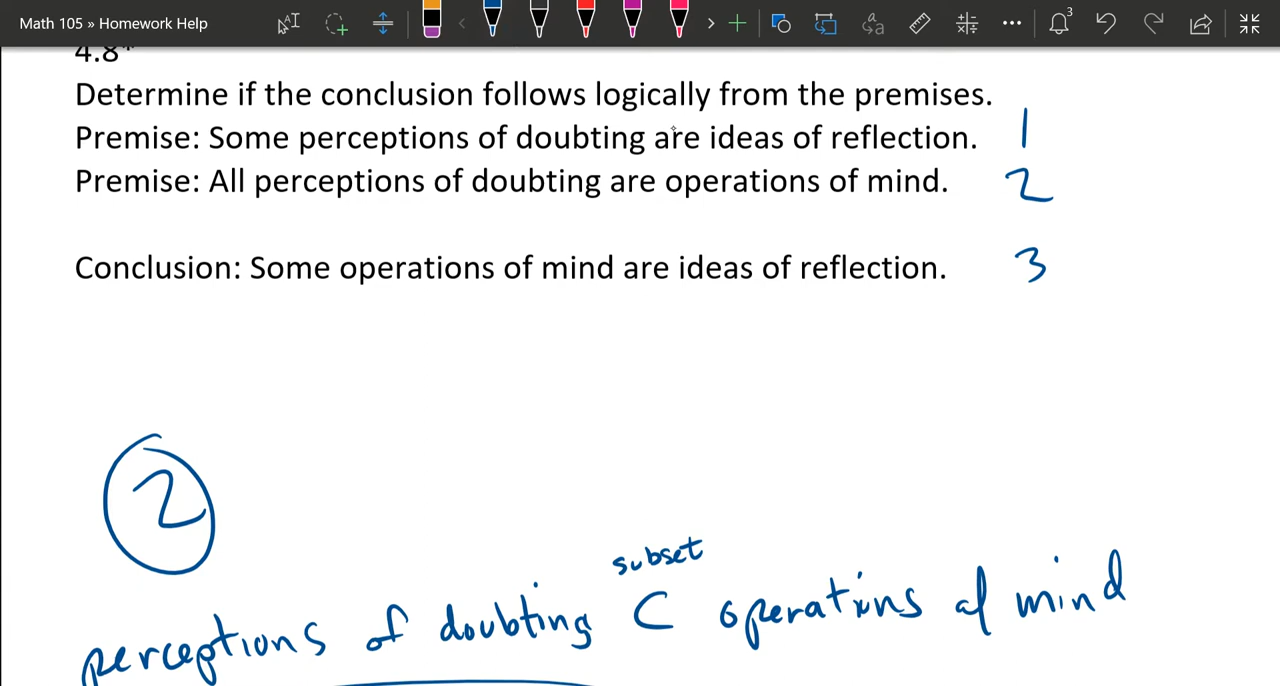 Math 105 » Homework Help
3
4.8*
Determine if the conclusion follows logically from the premises.
Premise: Some perceptions of doubting are ideas of reflection. 1
Premise: All perceptions of doubting are operations of mind. 2
Conclusion: Some operations of mind are ideas of reflection. 3
2
subset
perceptions of doubting ⊂ operations of mind